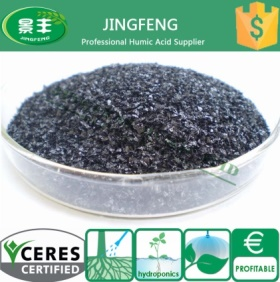 景丰
JINGFENG
JINGFENG
Professional Humic Acid Supplier
$
CERES
CERTIFIED
hydroponics
€
PROFITABLE